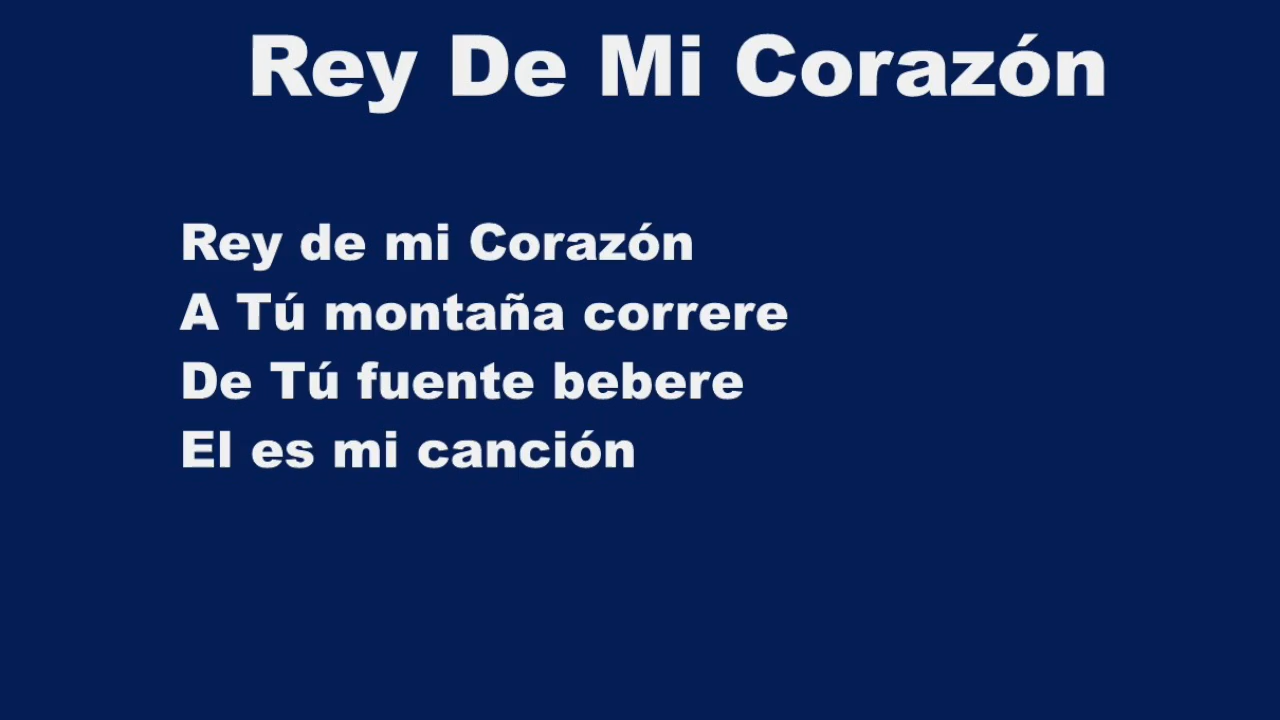 Rey De Mi Corazón
Rey de mi Corazón
A Tú montaña correre
De Tú fuente bebere
El es mi canción